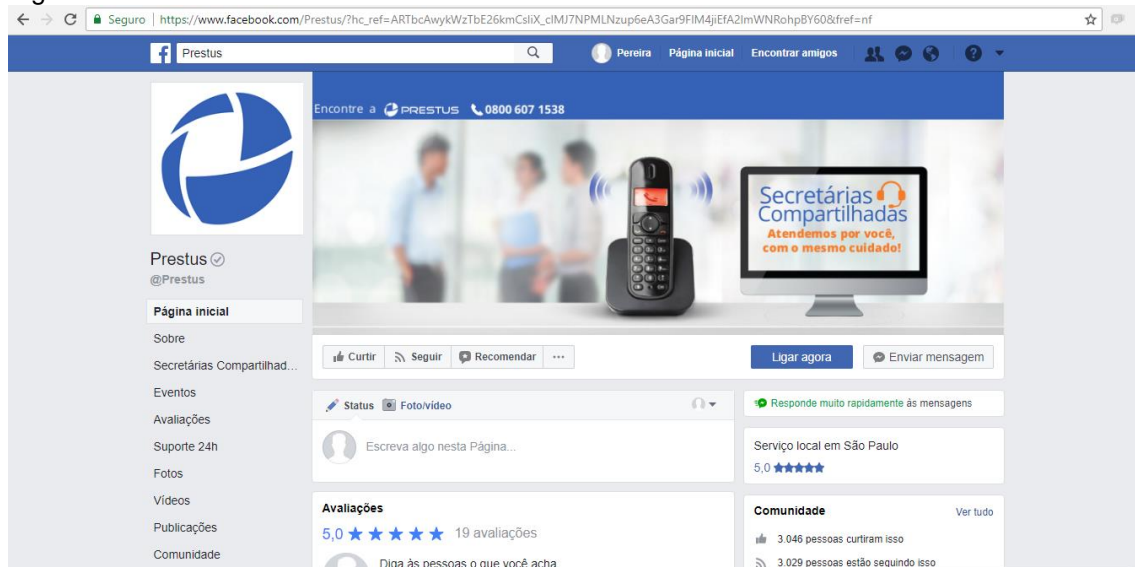 Seguro | https://www.facebook.com/Prestus/?hc_ref=ARTbcAwykWzTbE26kmCsliX_clMJ7NPMLNzup6eA3Gar9FlM4jiEfA2lmWNRohpBY60&fref=nf
Prestus
Pereira Página inicial Encontrar amigos
Encontre a PRESTUS 0800 607 1538
Secretárias
Compartilhadas
Atendemos por você,
com o mesmo cuidado!
Prestus
@Prestus
Página inicial
Sobre
Secretárias Compartilhad...
Eventos
Avaliações
Suporte 24h
Fotos
Vídeos
Publicações
Comunidade
Curtir Seguir Recomendar ...
Ligar agora Enviar mensagem
Status Foto/vídeo
Escreva algo nesta Página...
Avaliações
5,0 ★★★★★ 19 avaliações
Diga às pessoas o que você acha
Responde muito rapidamente às mensagens
Serviço local em São Paulo
5,0 ★★★★★
Comunidade Ver tudo
3.046 pessoas curtiram isso
3.029 pessoas estão seguindo isso